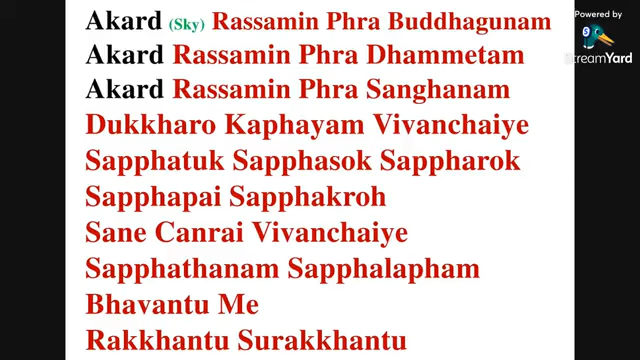 Akard (Sky) Rassamin Phra Buddhagunam
Akard Rassamin Phra Dhammetam
Akard Rassamin Phra Sanghanam
Dukkharo Kaphayam Vivanchaiye
Sapphatuk Sapphasok Sappharok
Sapphapai Sapphakroh
Sane Canrai Vivanchaiye
Sapphathanam Sapphalapham
Bhavantu Me
Rakkhantu Surakkhantu
Powered by
StreamYard